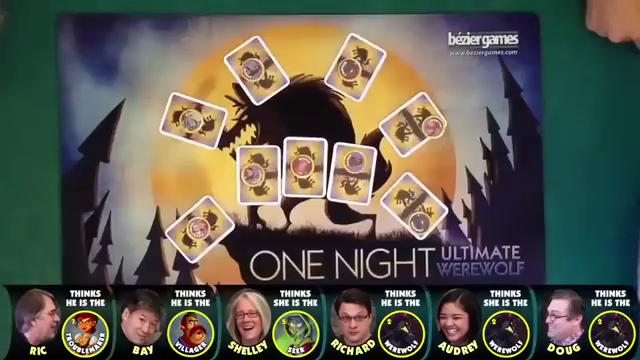 bézier games
www.beziergames.com
ONE NIGHT
ULTIMATE
WEREWOLF
RIC
THINKS
HE IS THE
TROUBLEMAKER
BAY
THINKS
HE IS THE
VILLAGER
SHELLEY
THINKS
SHE IS THE
SEER
RICHARD
THINKS
HE IS THE
WEREWOLF
AUDREY
THINKS
SHE IS THE
WEREWOLF
DOUG
THINKS
HE IS THE
WEREWOLF